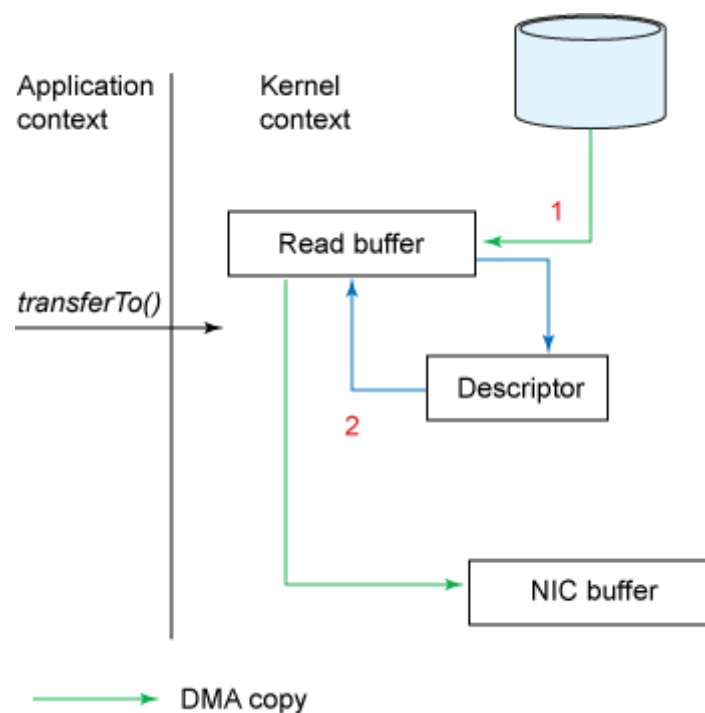 Application
context
Kernel
context
1
Read buffer
transferTo()
Descriptor
2
NIC buffer
DMA copy